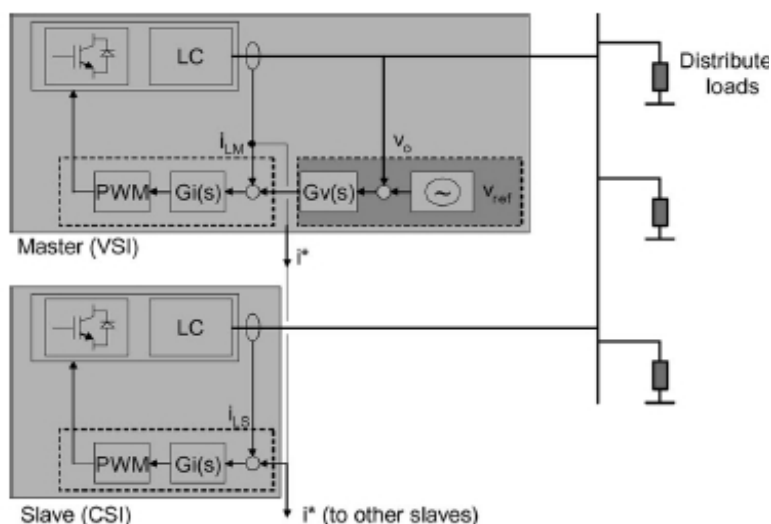 LC
Distribute
loads
i_LM
v_o
PWM
Gi(s)
Gv(s)
v_ref
Master (VSI)
i*
LC
i_LS
PWM
Gi(s)
Slave (CSI)
i* (to other slaves)